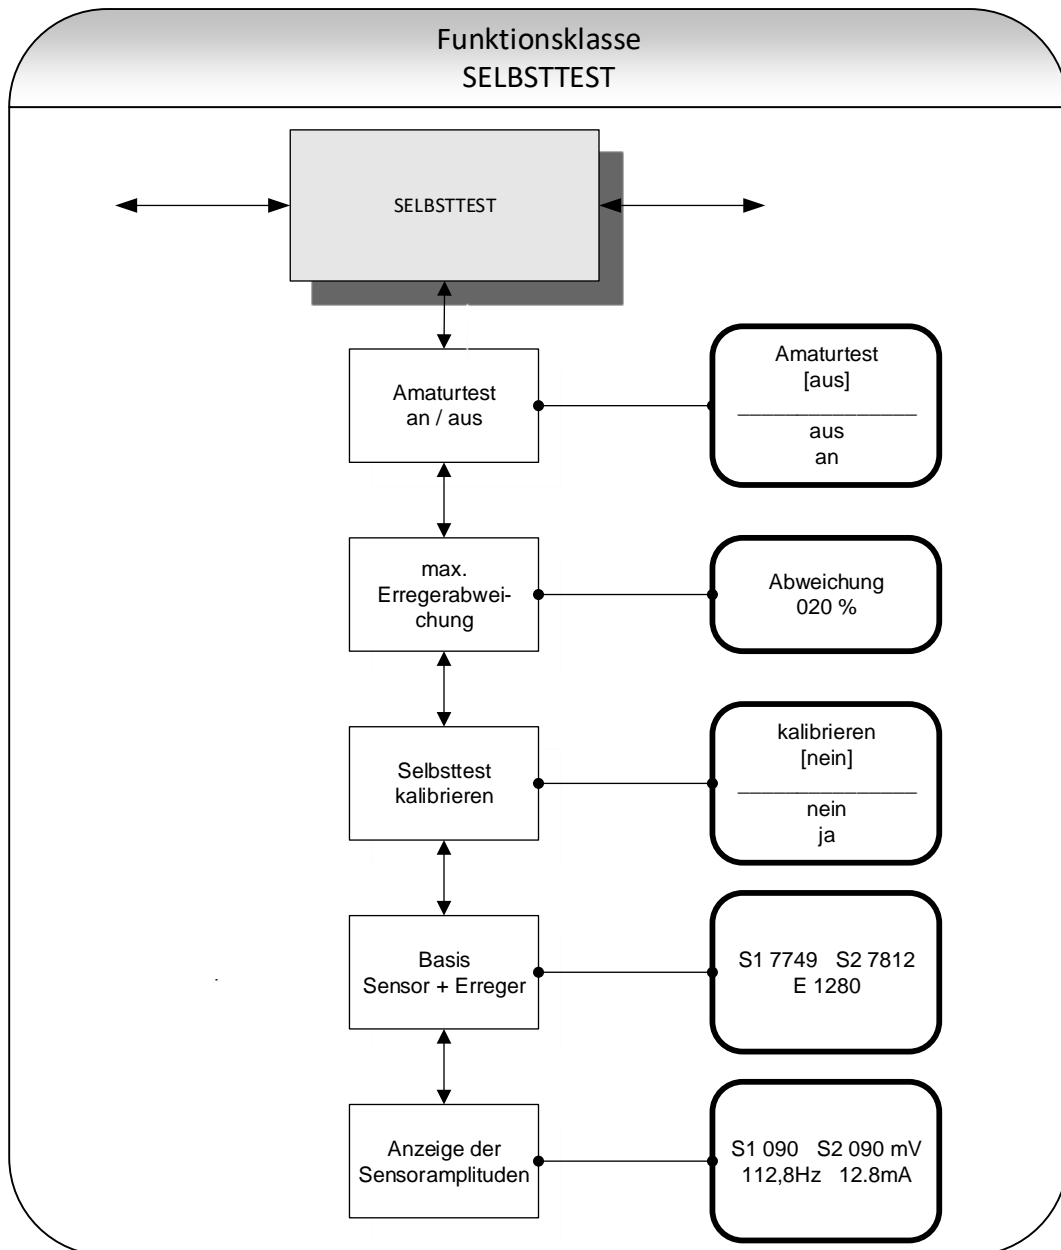 Funktionsklasse
SELBSTTEST
SELBSTTEST
Amaturtest
an / aus
Amaturtest
[aus]
_______________
aus
an
max.
Erregerabwei-
chung
Abweichung
020 %
Selbsttest
kalibrieren
kalibrieren
[nein]
_______________
nein
ja
Basis
Sensor + Erreger
S1 7749 S2 7812
E 1280
Anzeige der
Sensoramplituden
S1 090 S2 090 mV
112,8Hz 12.8mA